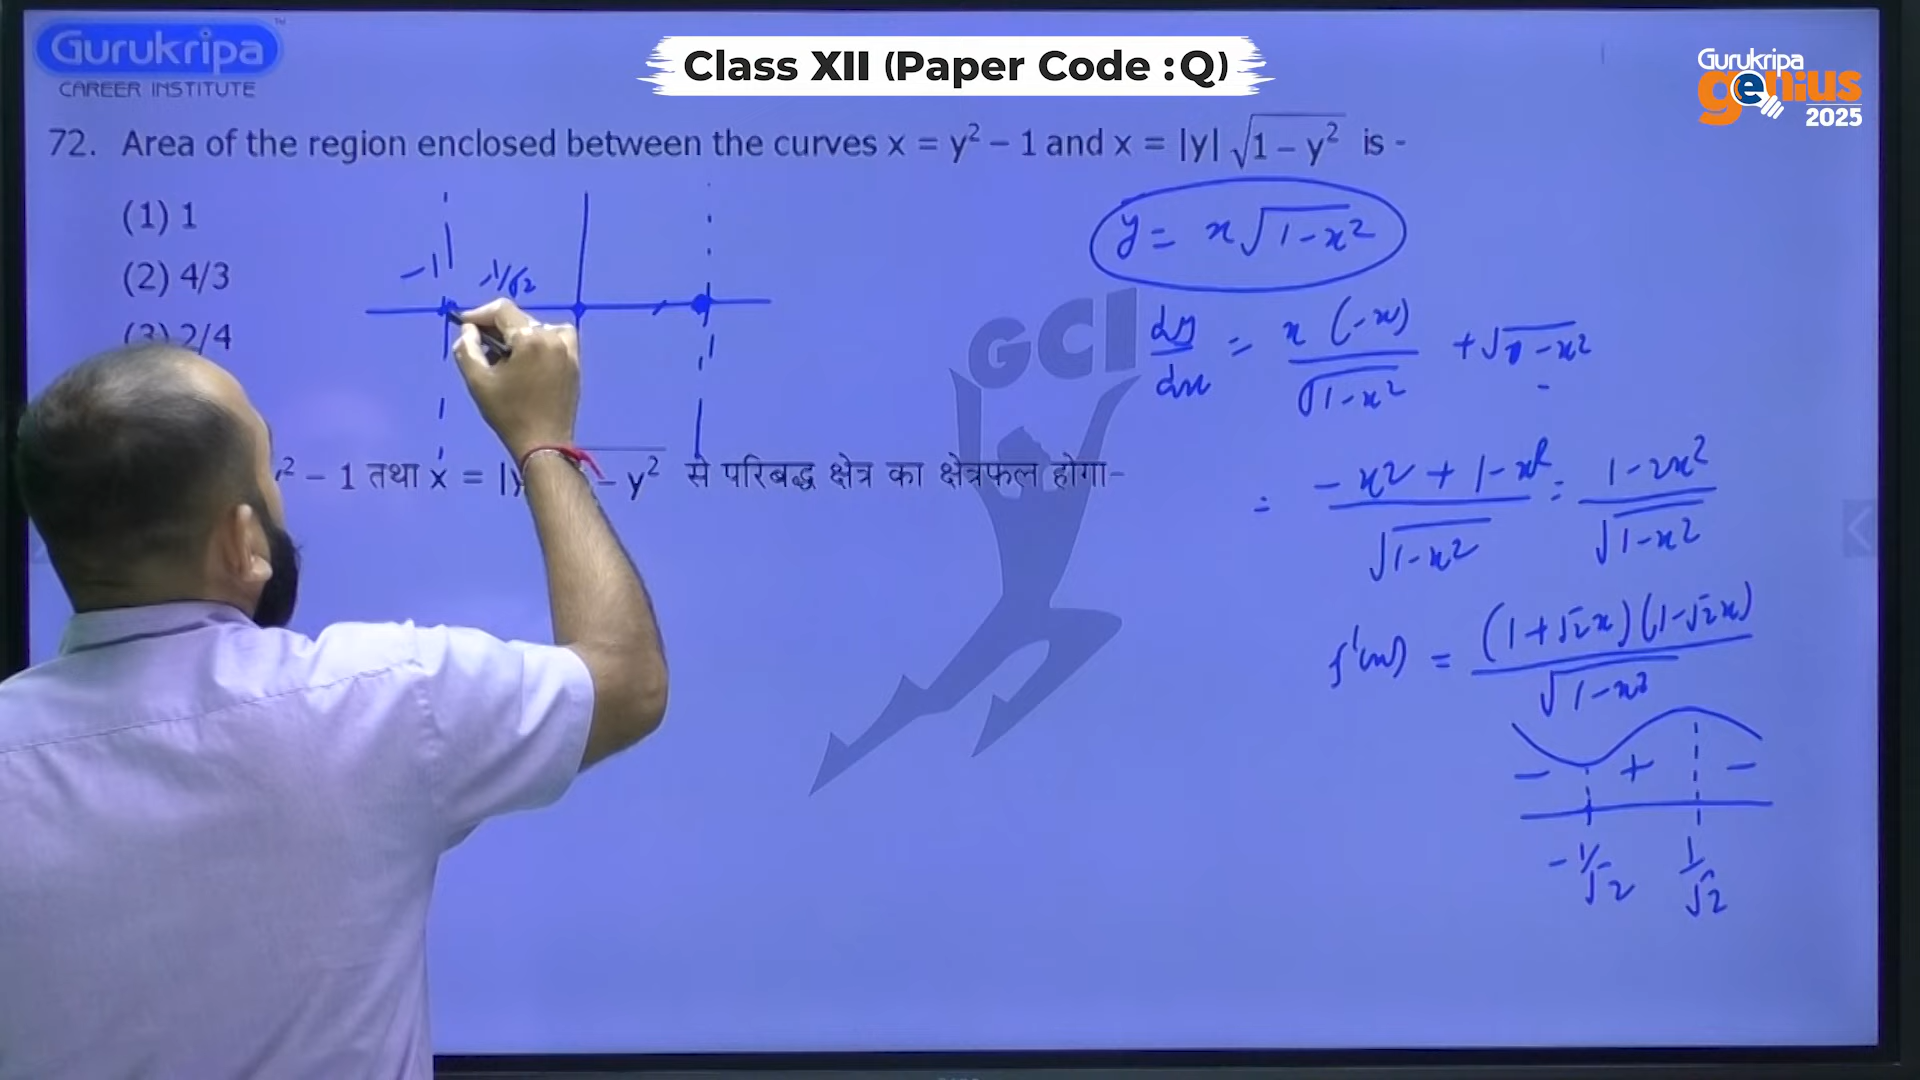 Gurukripa
CAREER INSTITUTE
Class XII (Paper Code :Q)
Gurukripa
genius
2025
72. Area of the region enclosed between the curves x = y² – 1 and x = |y| √(1 – y²) is -
(1) 1
(2) 4/3
(3) 2/4
² – 1 तथा x = |y – y² से परिबद्ध क्षेत्र का क्षेत्रफल होगा-
GCI
-1
-1/√2
y = x√(1-x²)
dy/dx = x(-x)/√(1-x²) + √(1-x²)
= (-x²+1-x²)/√(1-x²) = (1-2x²)/√(1-x²)
f'(x) = (1+√2x)(1-√2x)/√(1-x²)
- + -
-1/√2 1/√2